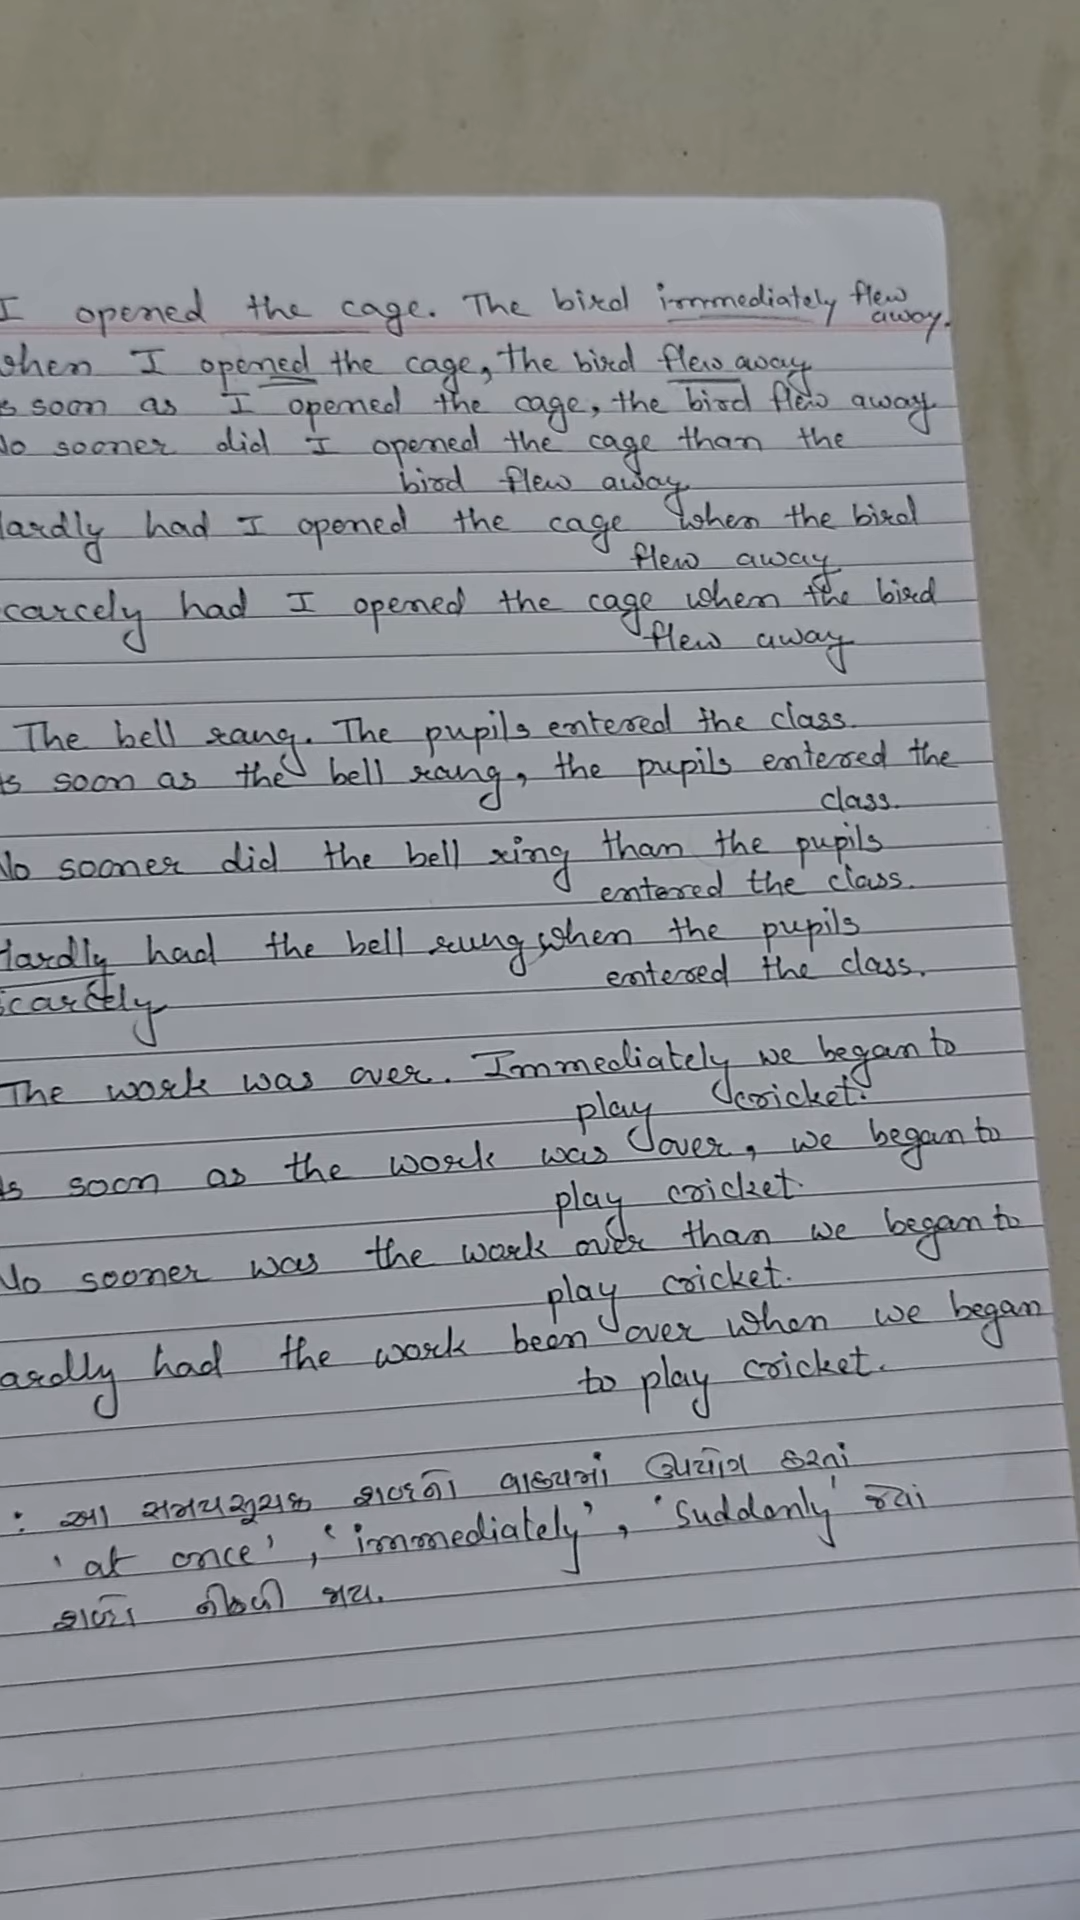 I opened the cage. The bird immediately flew
away.
when I opened the cage, the bird flew away
s soon as I opened the cage, the bird flew away
No sooner did I opened the cage than the
bird flew away
ardly had I opened the cage when the bird
flew away
carcely had I opened the cage when the bird
flew away
The bell rang. The pupils entered the class.
s soon as the bell rang, the pupils entered the
class.
No sooner did the bell ring than the pupils
entered the class.
Hardly had the bell rung when the pupils
entered the class.
carcely
The work was over. Immediately we began to
play cricket.
As soon as the work was over, we began to
play cricket.
No sooner was the work over than we began to
play cricket.
ardly had the work been over when we began
to play cricket.
: આ સમયસૂચક શબ્દનો વાક્યમાં ઉપયોગ કરતાં
'at once', 'immediately', 'suddonly' જેવાં
શબ્દો નીકળી જાય.